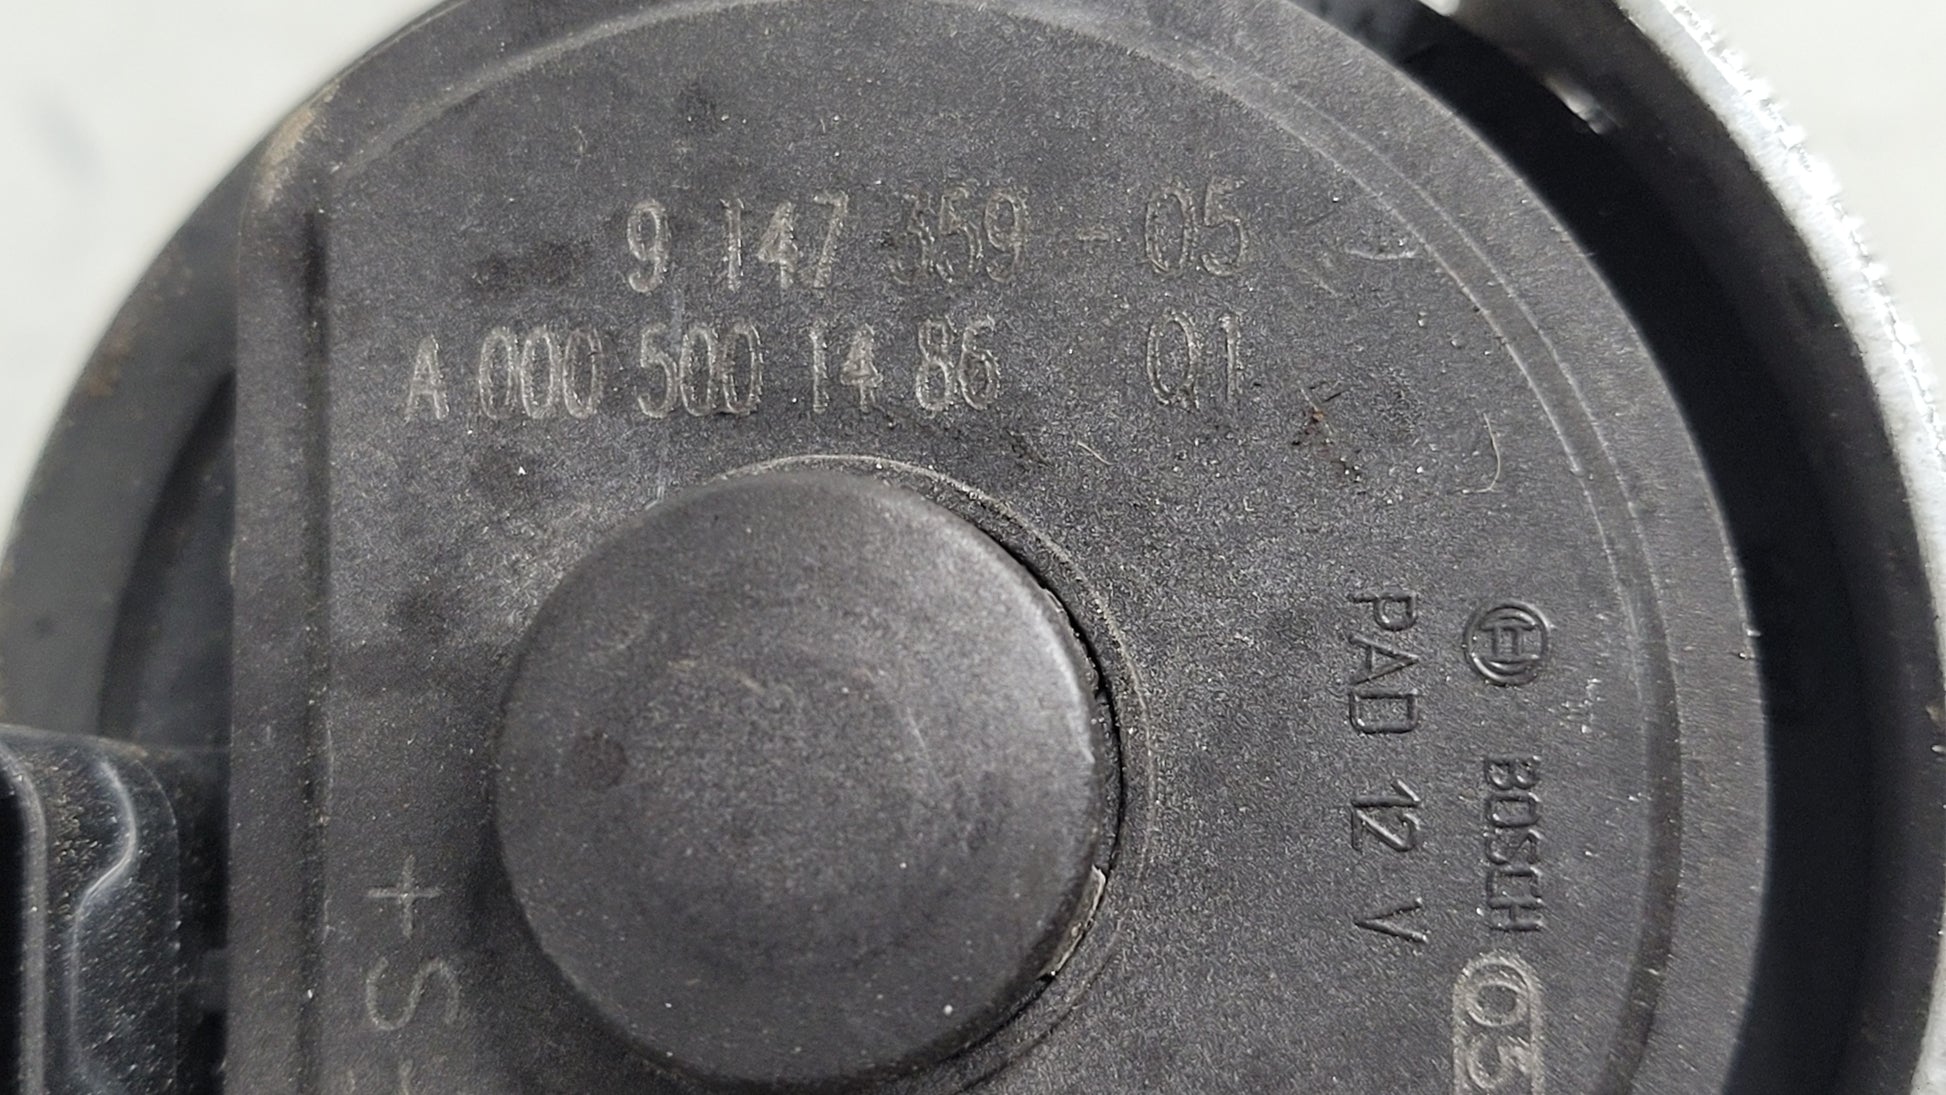 9 147 359 - 05
A 000 500 14 86 Q1
BOSCH
PAD 12 V
+ S -